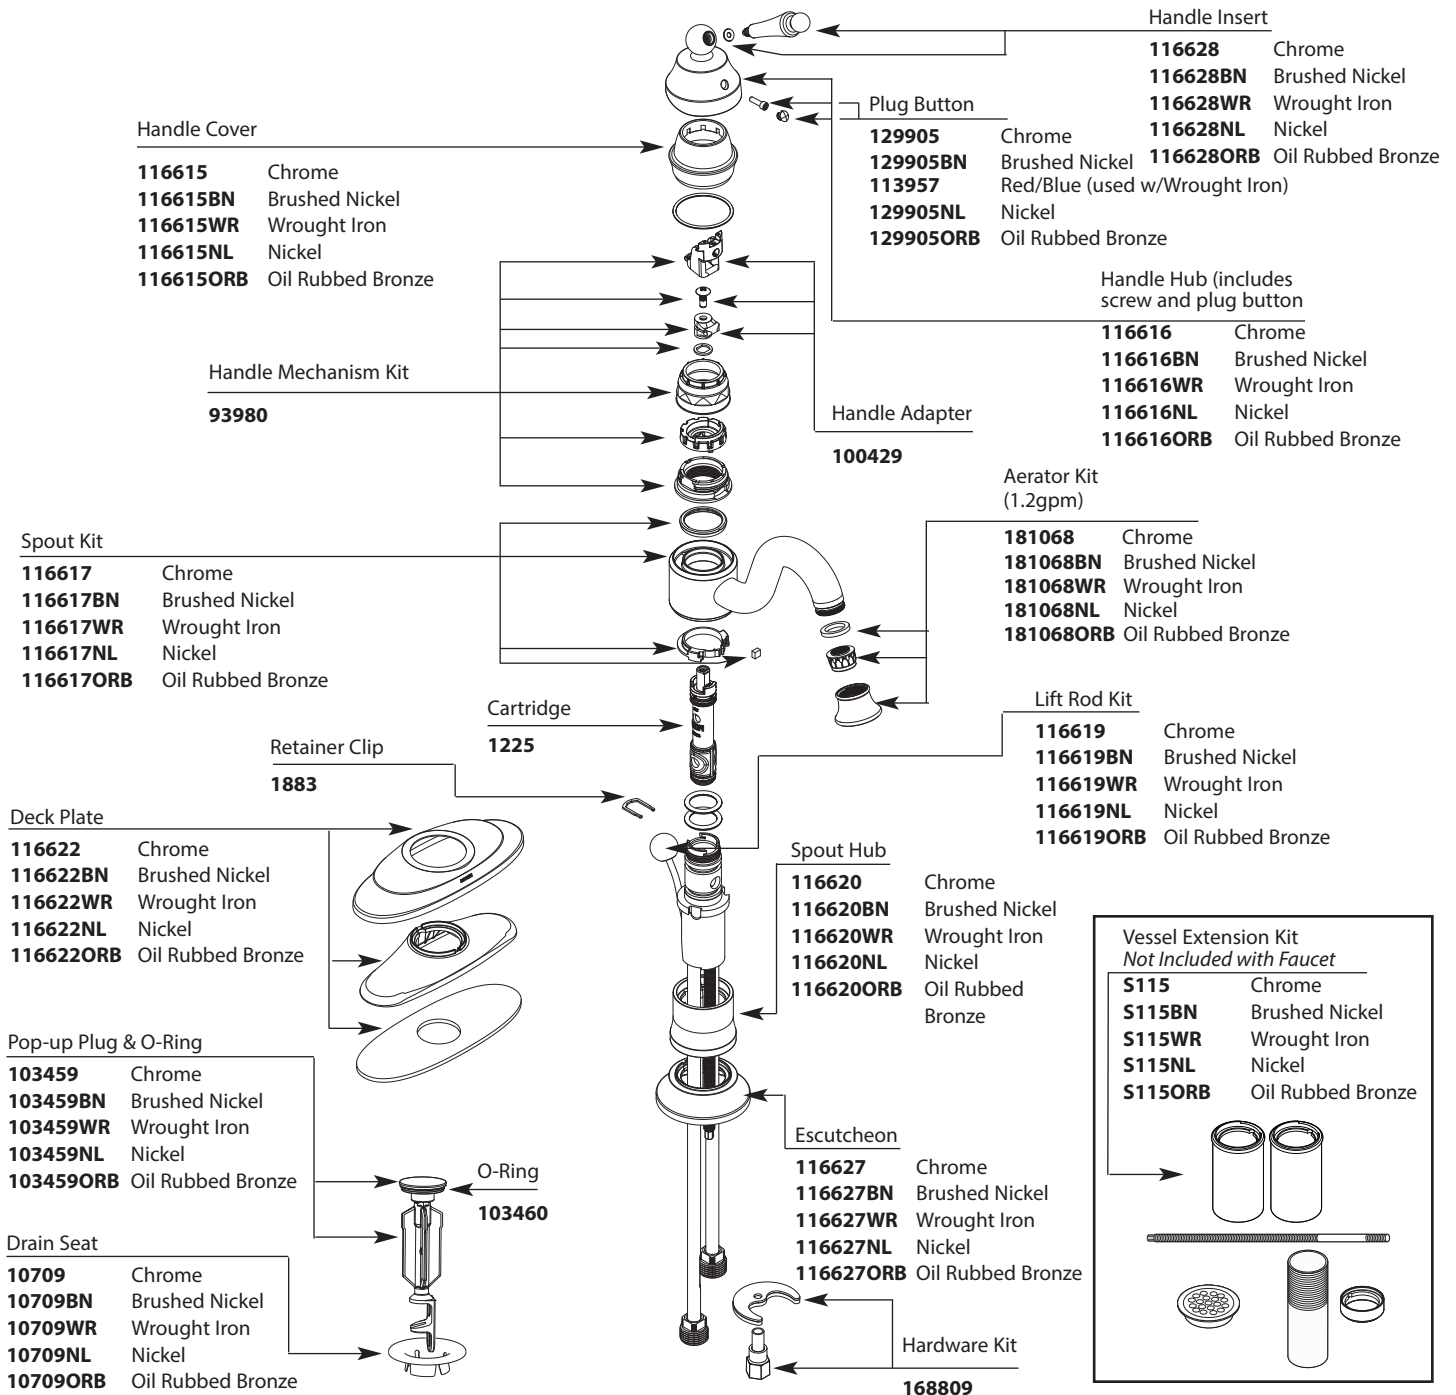 Handle Insert
116628 Chrome
116628BN Brushed Nickel
116628WR Wrought Iron
116628NL Nickel
116628ORB Oil Rubbed Bronze
Plug Button
129905 Chrome
129905BN Brushed Nickel
113957 Red/Blue (used w/Wrought Iron)
129905NL Nickel
129905ORB Oil Rubbed Bronze
Handle Cover
116615 Chrome
116615BN Brushed Nickel
116615WR Wrought Iron
116615NL Nickel
116615ORB Oil Rubbed Bronze
Handle Hub (includes
screw and plug button
116616 Chrome
116616BN Brushed Nickel
116616WR Wrought Iron
116616NL Nickel
116616ORB Oil Rubbed Bronze
Handle Mechanism Kit
93980
Handle Adapter
100429
Aerator Kit
(1.2gpm)
181068 Chrome
181068BN Brushed Nickel
181068WR Wrought Iron
181068NL Nickel
181068ORB Oil Rubbed Bronze
Spout Kit
116617 Chrome
116617BN Brushed Nickel
116617WR Wrought Iron
116617NL Nickel
116617ORB Oil Rubbed Bronze
Cartridge
1225
Lift Rod Kit
116619 Chrome
116619BN Brushed Nickel
116619WR Wrought Iron
116619NL Nickel
116619ORB Oil Rubbed Bronze
Retainer Clip
1883
Deck Plate
116622 Chrome
116622BN Brushed Nickel
116622WR Wrought Iron
116622NL Nickel
116622ORB Oil Rubbed Bronze
Spout Hub
116620 Chrome
116620BN Brushed Nickel
116620WR Wrought Iron
116620NL Nickel
116620ORB Oil Rubbed
Bronze
Vessel Extension Kit
Not Included with Faucet
S115 Chrome
S115BN Brushed Nickel
S115WR Wrought Iron
S115NL Nickel
S115ORB Oil Rubbed Bronze
Pop-up Plug & O-Ring
103459 Chrome
103459BN Brushed Nickel
103459WR Wrought Iron
103459NL Nickel
103459ORB Oil Rubbed Bronze
O-Ring
103460
Escutcheon
116627 Chrome
116627BN Brushed Nickel
116627WR Wrought Iron
116627NL Nickel
116627ORB Oil Rubbed Bronze
Drain Seat
10709 Chrome
10709BN Brushed Nickel
10709WR Wrought Iron
10709NL Nickel
10709ORB Oil Rubbed Bronze
Hardware Kit
168809